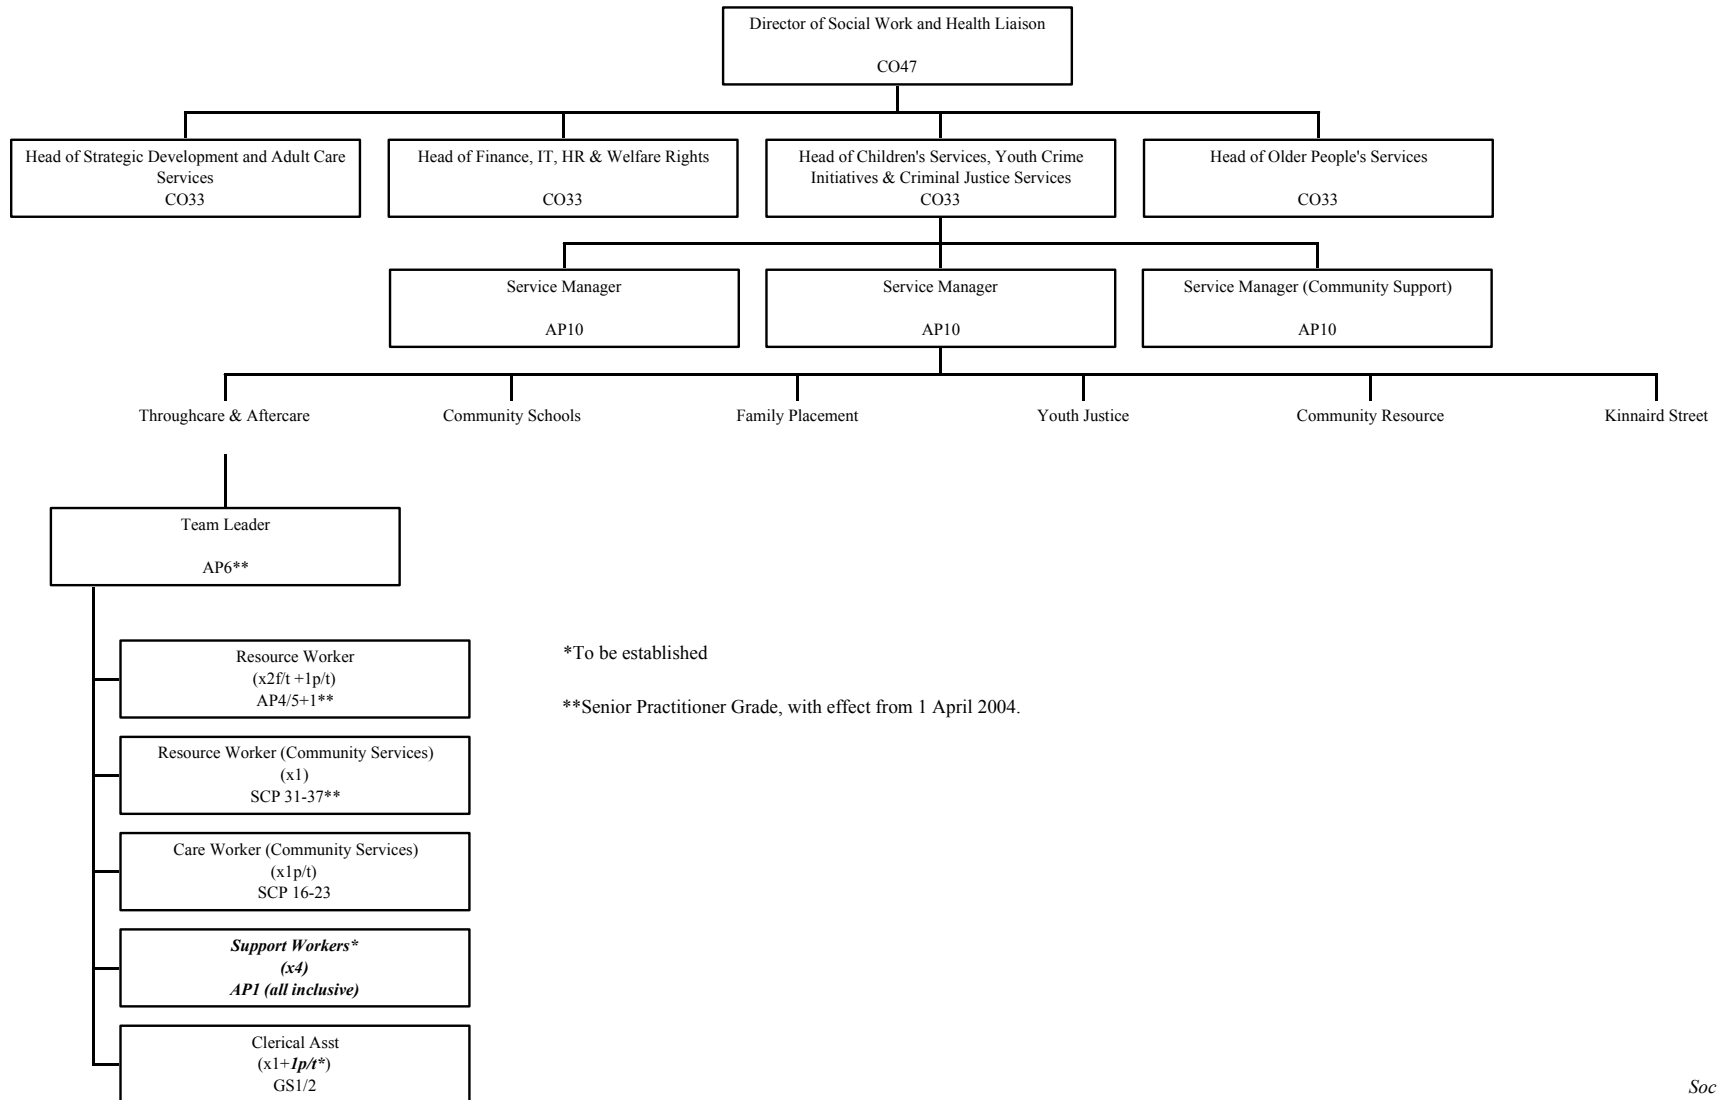 Director of Social Work and Health Liaison
CO47
Head of Strategic Development and Adult Care
Services
CO33
Head of Finance, IT, HR & Welfare Rights
CO33
Head of Children's Services, Youth Crime
Initiatives & Criminal Justice Services
CO33
Head of Older People's Services
CO33
Service Manager
AP10
Service Manager
AP10
Service Manager (Community Support)
AP10
Throughcare & Aftercare
Community Schools
Family Placement
Youth Justice
Community Resource
Kinnaird Street
Team Leader
AP6**
Resource Worker
(x2f/t +1p/t)
AP4/5+1**
*To be established
**Senior Practitioner Grade, with effect from 1 April 2004.
Resource Worker (Community Services)
(x1)
SCP 31-37**
Care Worker (Community Services)
(x1p/t)
SCP 16-23
Support Workers*
(x4)
AP1 (all inclusive)
Clerical Asst
(x1+1p/t*)
GS1/2
Soc